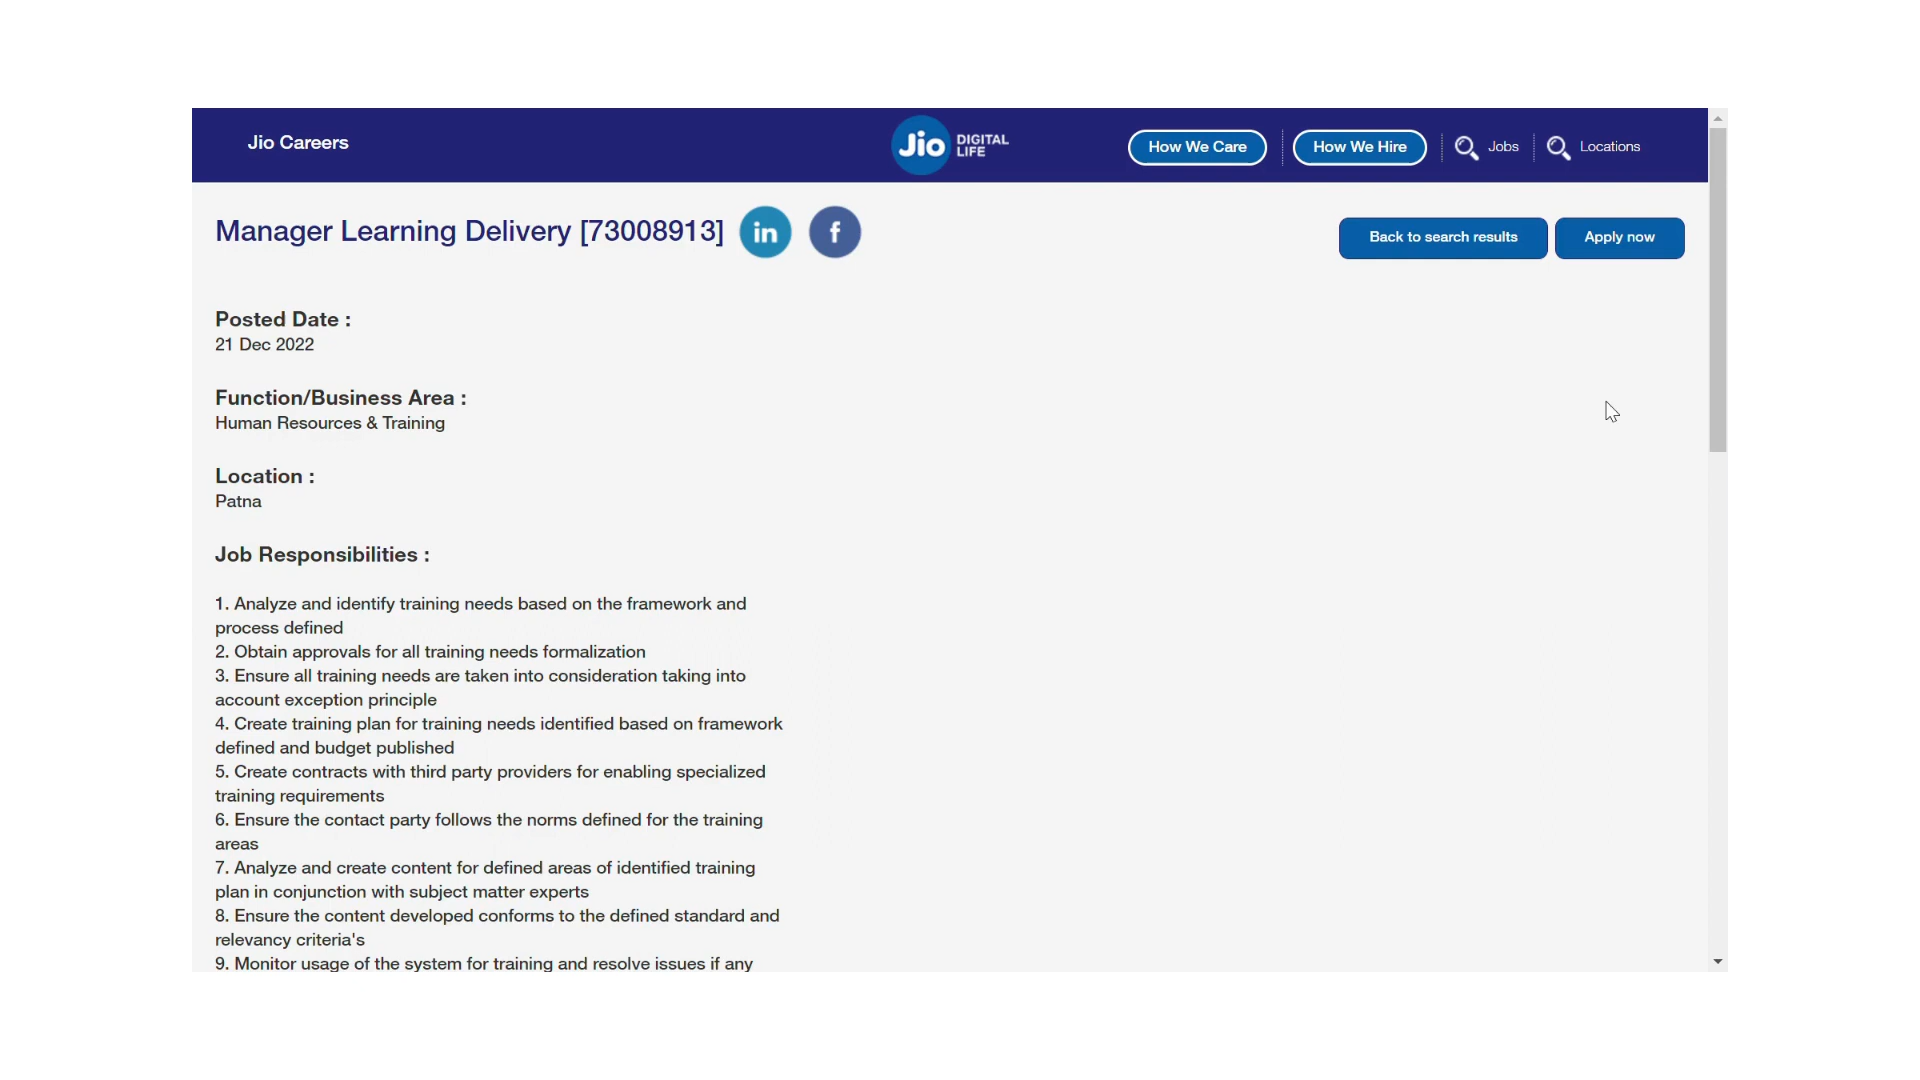 Jio Careers
Jio DIGITAL
LIFE
How We Care
How We Hire
Jobs
Locations
Manager Learning Delivery [73008913]
in
f
Back to search results
Apply now
Posted Date :
21 Dec 2022
Function/Business Area :
Human Resources & Training
Location :
Patna
Job Responsibilities :
1. Analyze and identify training needs based on the framework and
process defined
2. Obtain approvals for all training needs formalization
3. Ensure all training needs are taken into consideration taking into
account exception principle
4. Create training plan for training needs identified based on framework
defined and budget published
5. Create contracts with third party providers for enabling specialized
training requirements
6. Ensure the contact party follows the norms defined for the training
areas
7. Analyze and create content for defined areas of identified training
plan in conjunction with subject matter experts
8. Ensure the content developed conforms to the defined standard and
relevancy criteria's
9. Monitor usage of the system for training and resolve issues if any